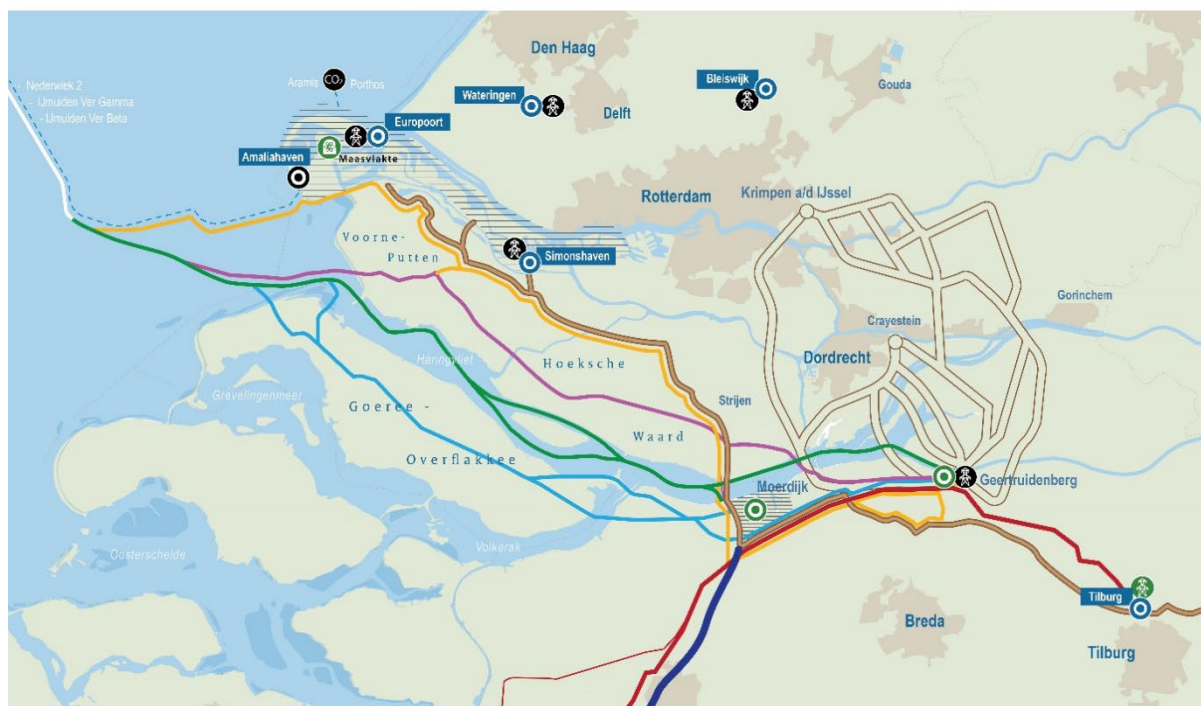 Den Haag
Bleiswijk
Gouda
Nederwiek 2
- IJmuiden Ver Gamma
- IJmuiden Ver Beta
Aramis
CO₂
Porthos
Wateringen
Delft
Europoort
Maasvlakte
Amaliahaven
Rotterdam
Krimpen a/d IJssel
Voorne-
Putten
Simonshaven
Gorinchem
Crayestein
Dordrecht
Haringvliet
Hoeksche
Grevelingenmeer
Goeree -
Strijen
Waard
Overflakkee
Moerdijk
Geertruidenberg
Oosterschelde
Volkerak
Tilburg
Breda
Tilburg